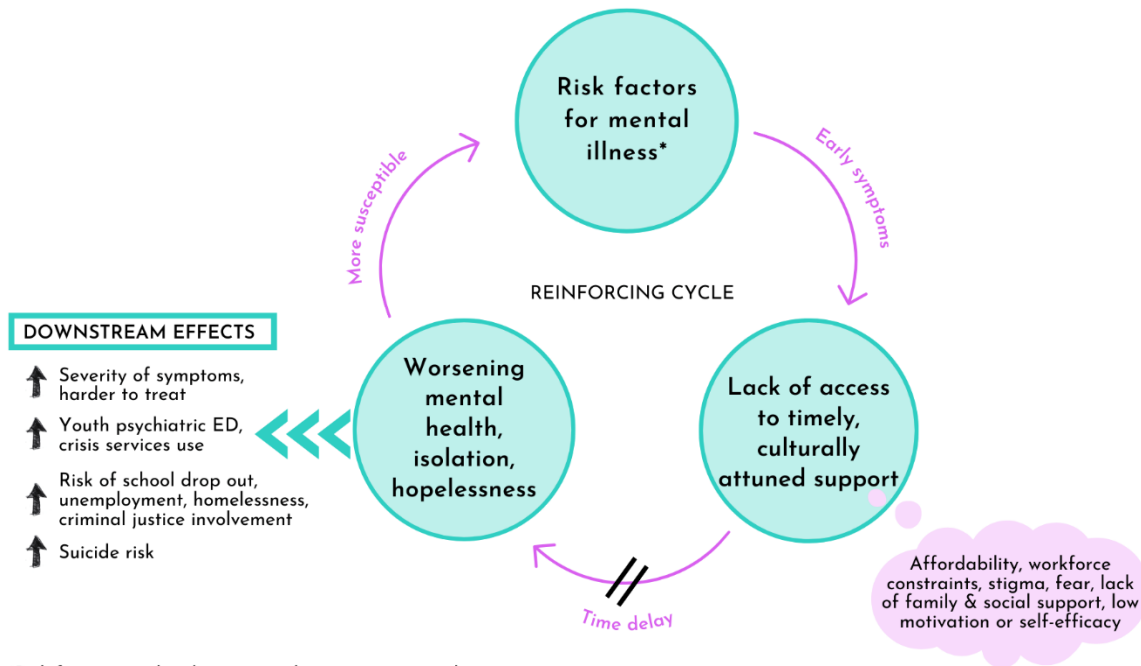 Risk factors
for mental
illness*
More susceptible
Early symptoms
REINFORCING CYCLE
DOWNSTREAM EFFECTS
Severity of symptoms,
harder to treat
Youth psychiatric ED,
crisis services use
Risk of school drop out,
unemployment, homelessness,
criminal justice involvement
Suicide risk
Worsening
mental
health,
isolation,
hopelessness
Lack of access
to timely,
culturally
attuned support
Time delay
Affordability, workforce
constraints, stigma, fear, lack
of family & social support, low
motivation or self-efficacy